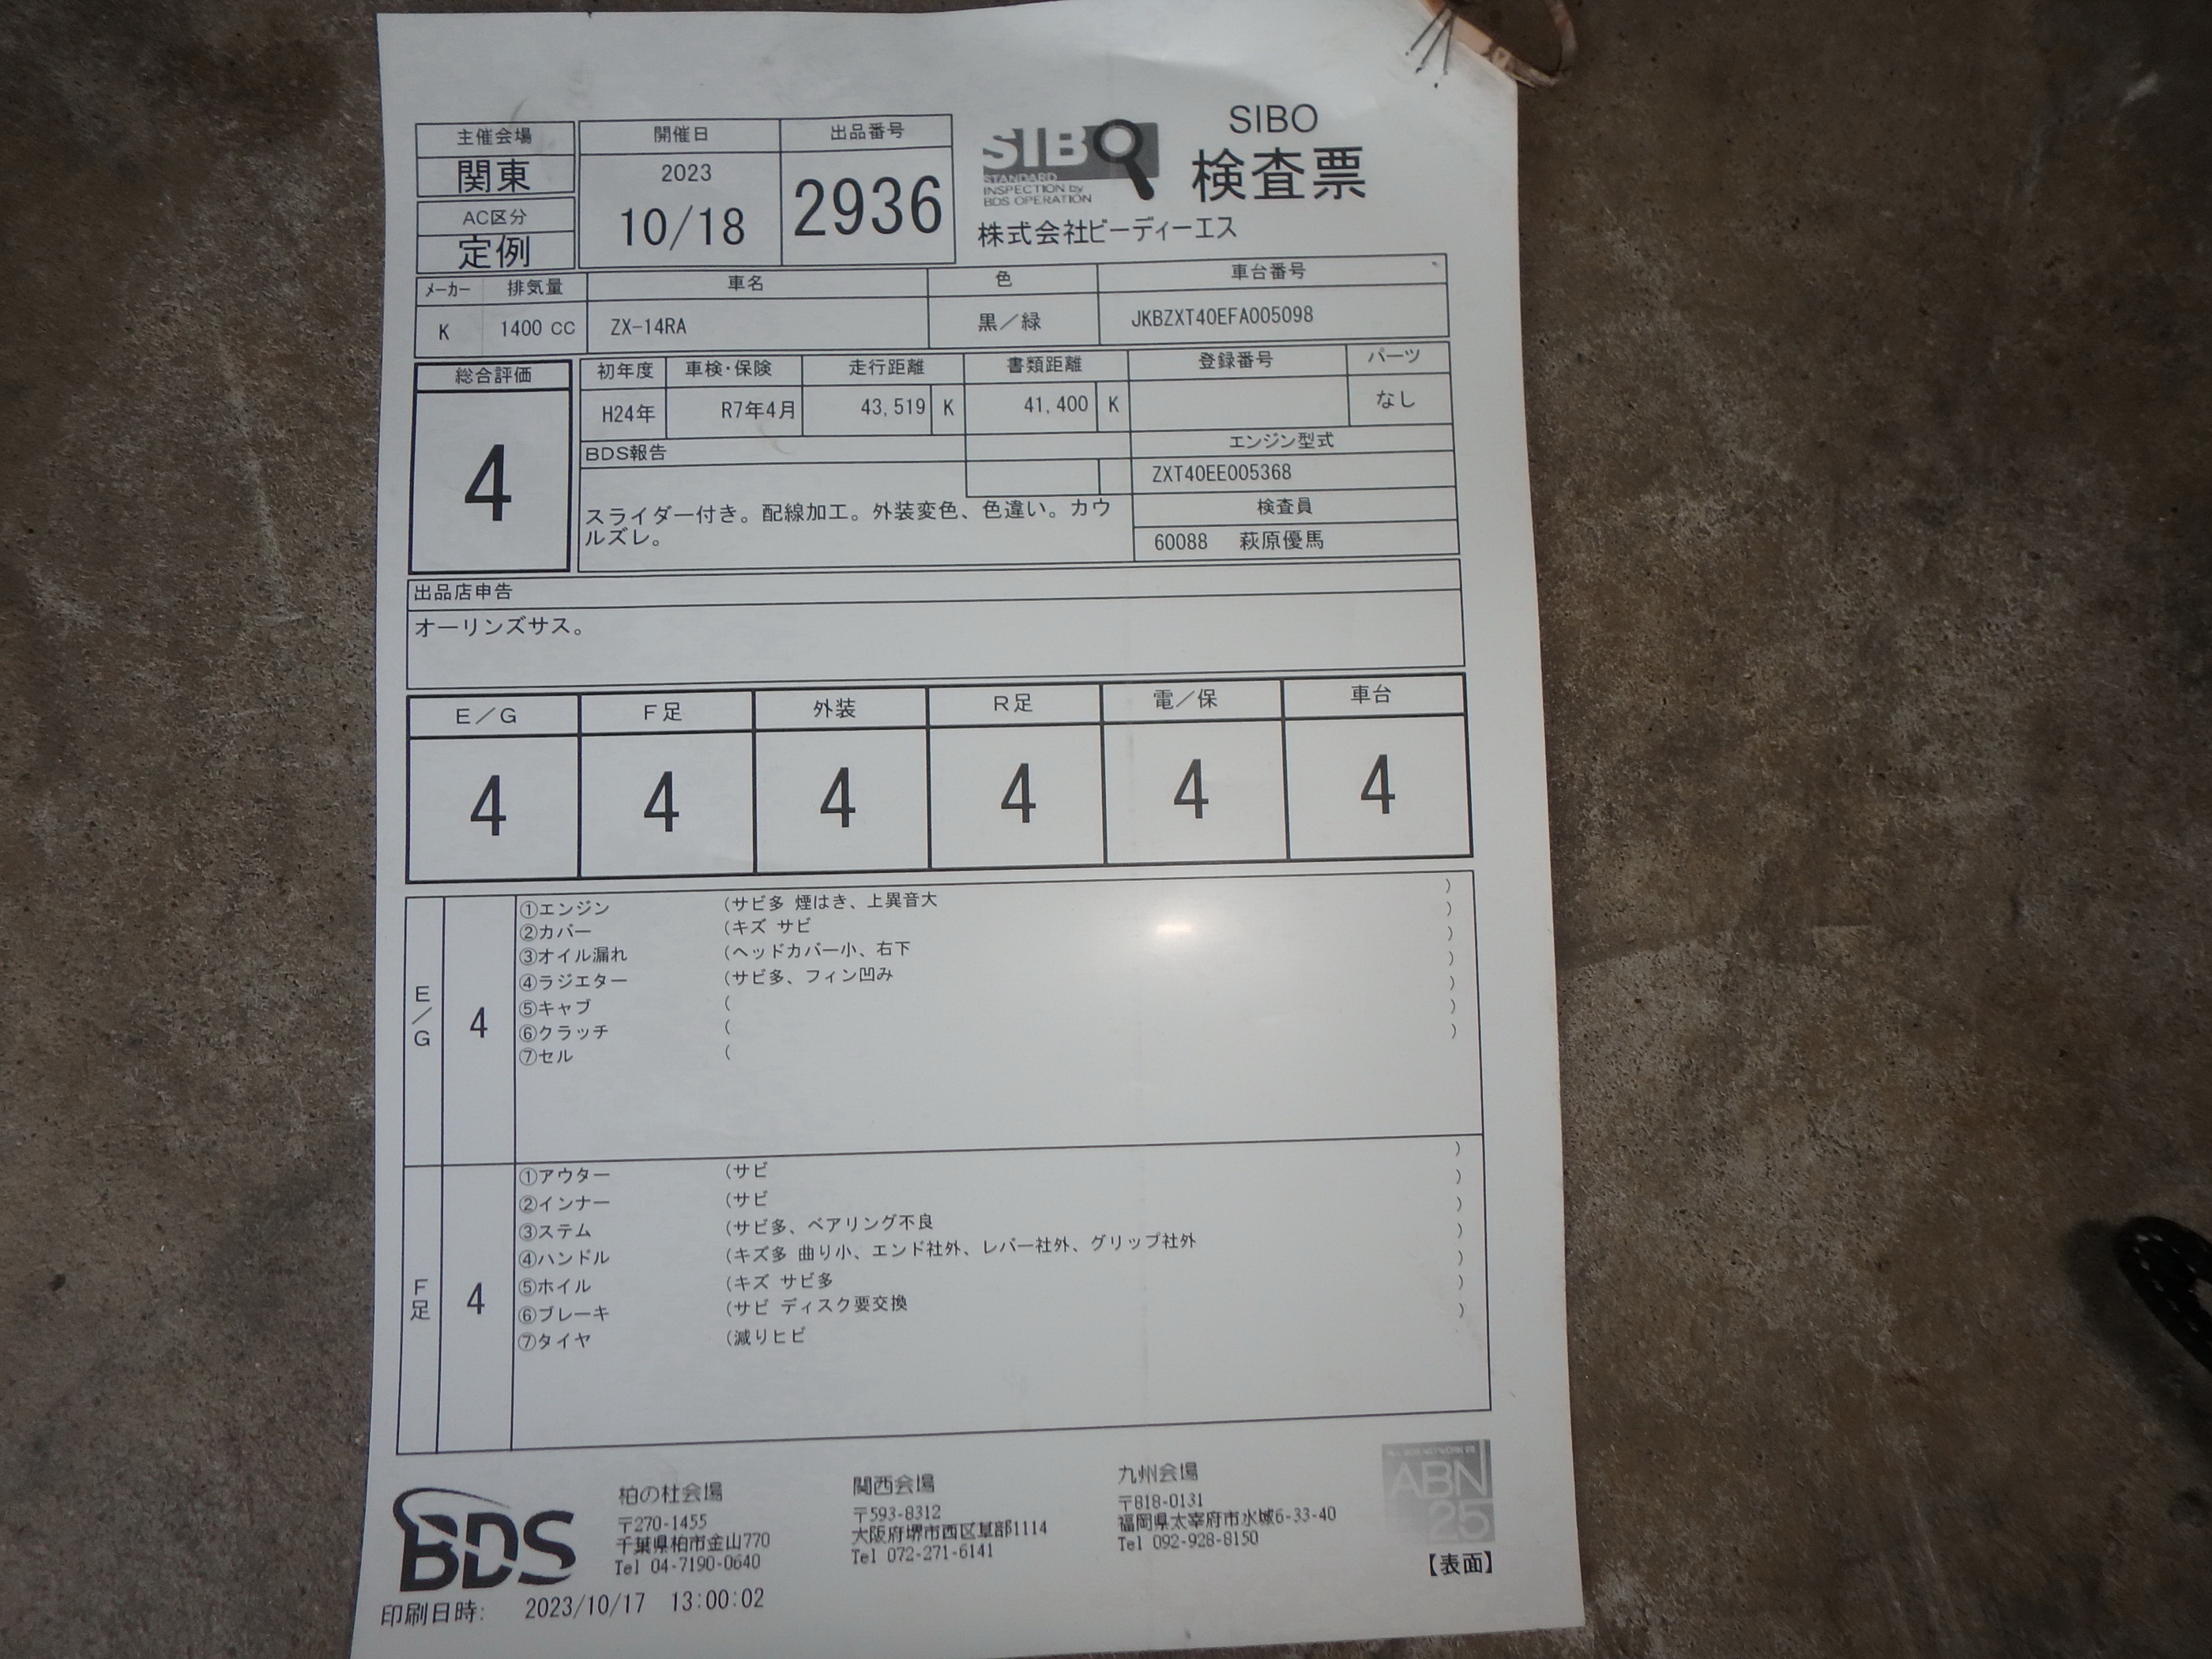 主催会場
関東
AC区分
定例
開催日
2023
10/18
出品番号
2936
SIBO
STANDARD
INSPECTION by
BDS OPERATION
SIBO
検査票
株式会社ビーディーエス
メーカー 排気量 車名 色 車台番号
K 1400 CC ZX-14RA 黒／緑 JKBZXT40EFA005098
総合評価
4
初年度 車検・保険 走行距離 書類距離 登録番号 パーツ
H24年 R7年4月 43,519 K 41,400 K なし
BDS報告
スライダー付き。配線加工。外装変色、色違い。カウ
ルズレ。
エンジン型式
ZXT40EE005368
検査員
60088 萩原優馬
出品店申告
オーリンズサス。
E／G F足 外装 R足 電／保 車台
4 4 4 4 4 4
E／G 4
①エンジン (サビ多 煙はき、上異音大 )
②カバー (キズ サビ )
③オイル漏れ (ヘッドカバー小、右下 )
④ラジエター (サビ多、フィン凹み )
⑤キャブ ( )
⑥クラッチ ( )
⑦セル ( )
F足 4
①アウター (サビ )
②インナー (サビ )
③ステム (サビ多、ベアリング不良 )
④ハンドル (キズ多 曲り小、エンド社外、レバー社外、グリップ社外 )
⑤ホイル (キズ サビ多 )
⑥ブレーキ (サビ ディスク要交換 )
⑦タイヤ (減りヒビ )
BDS
柏の杜会場
〒270-1455
千葉県柏市金山770
Tel 04-7190-0640
関西会場
〒593-8312
大阪府堺市西区草部1114
Tel 072-271-6141
九州会場
〒818-0131
福岡県太宰府市水城6-33-40
Tel 092-928-8150
ABN
25
【表面】
印刷日時: 2023/10/17 13:00:02